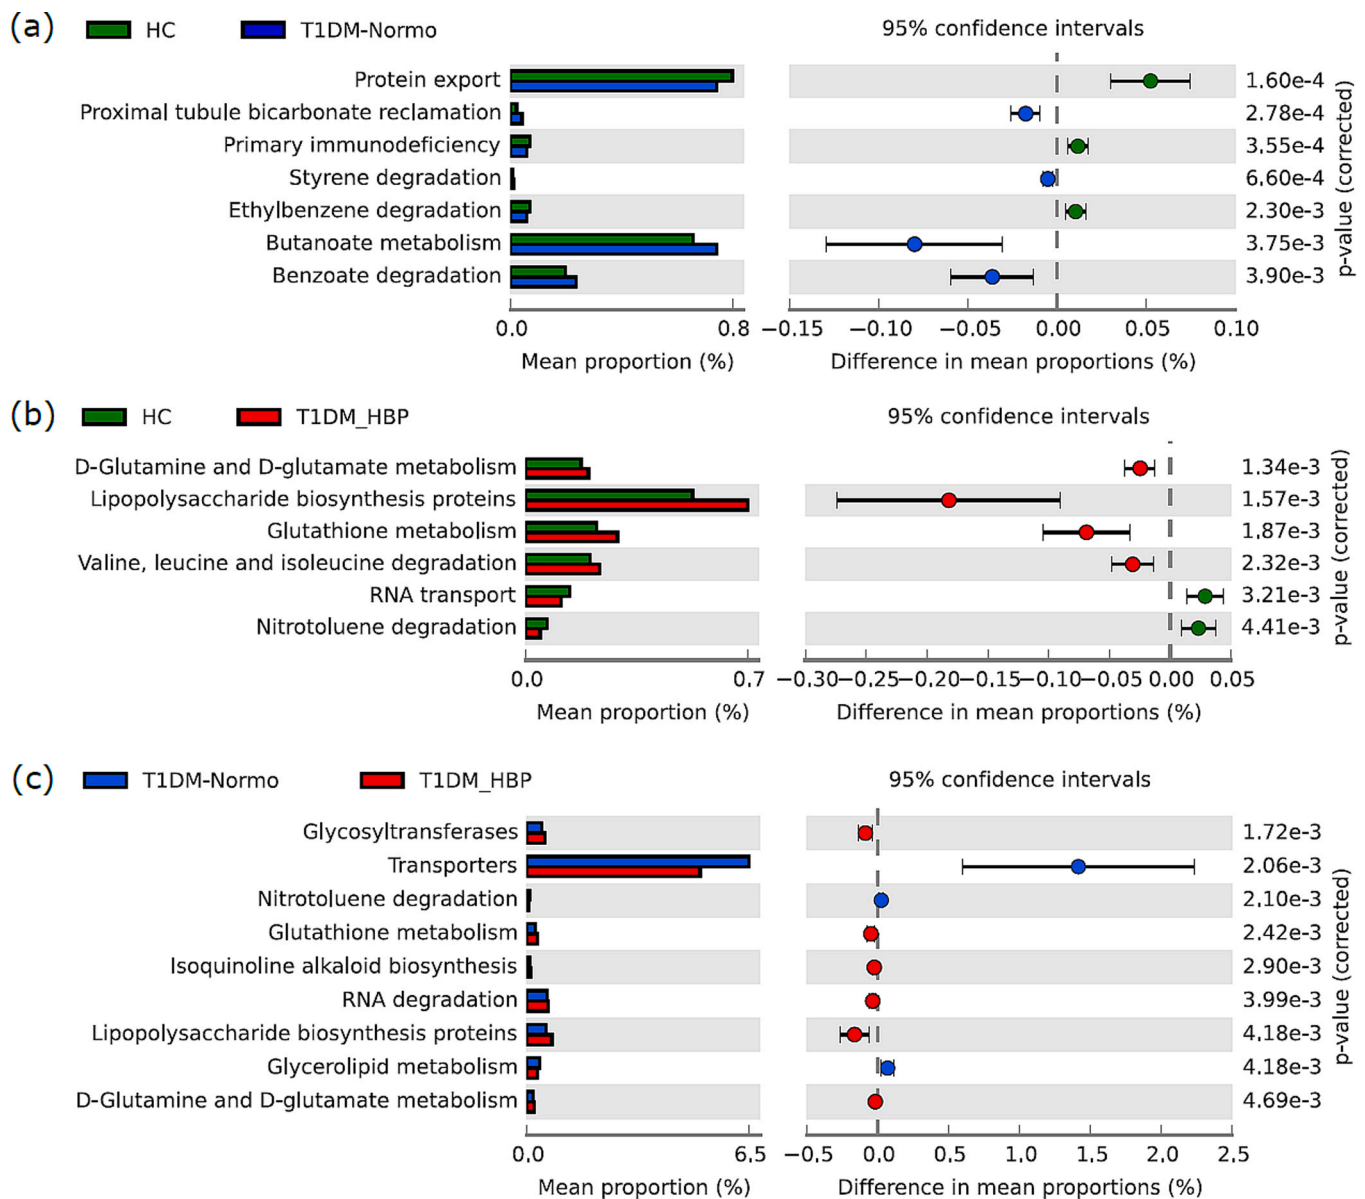 (a) HC T1DM-Normo 95% confidence intervals
Protein export 1.60e-4
Proximal tubule bicarbonate reclamation 2.78e-4
Primary immunodeficiency 3.55e-4
Styrene degradation 6.60e-4
Ethylbenzene degradation 2.30e-3
Butanoate metabolism 3.75e-3
Benzoate degradation 3.90e-3
p-value (corrected)
0.0 0.8 −0.15 −0.10 −0.05 0.00 0.05 0.10
Mean proportion (%) Difference in mean proportions (%)
(b) HC T1DM_HBP 95% confidence intervals
D-Glutamine and D-glutamate metabolism 1.34e-3
Lipopolysaccharide biosynthesis proteins 1.57e-3
Glutathione metabolism 1.87e-3
Valine, leucine and isoleucine degradation 2.32e-3
RNA transport 3.21e-3
Nitrotoluene degradation 4.41e-3
p-value (corrected)
0.0 0.7 −0.30 −0.25 −0.20 −0.15 −0.10 −0.05 0.00 0.05
Mean proportion (%) Difference in mean proportions (%)
(c) T1DM-Normo T1DM_HBP 95% confidence intervals
Glycosyltransferases 1.72e-3
Transporters 2.06e-3
Nitrotoluene degradation 2.10e-3
Glutathione metabolism 2.42e-3
Isoquinoline alkaloid biosynthesis 2.90e-3
RNA degradation 3.99e-3
Lipopolysaccharide biosynthesis proteins 4.18e-3
Glycerolipid metabolism 4.18e-3
D-Glutamine and D-glutamate metabolism 4.69e-3
p-value (corrected)
0.0 6.5 −0.5 0.0 0.5 1.0 1.5 2.0 2.5
Mean proportion (%) Difference in mean proportions (%)